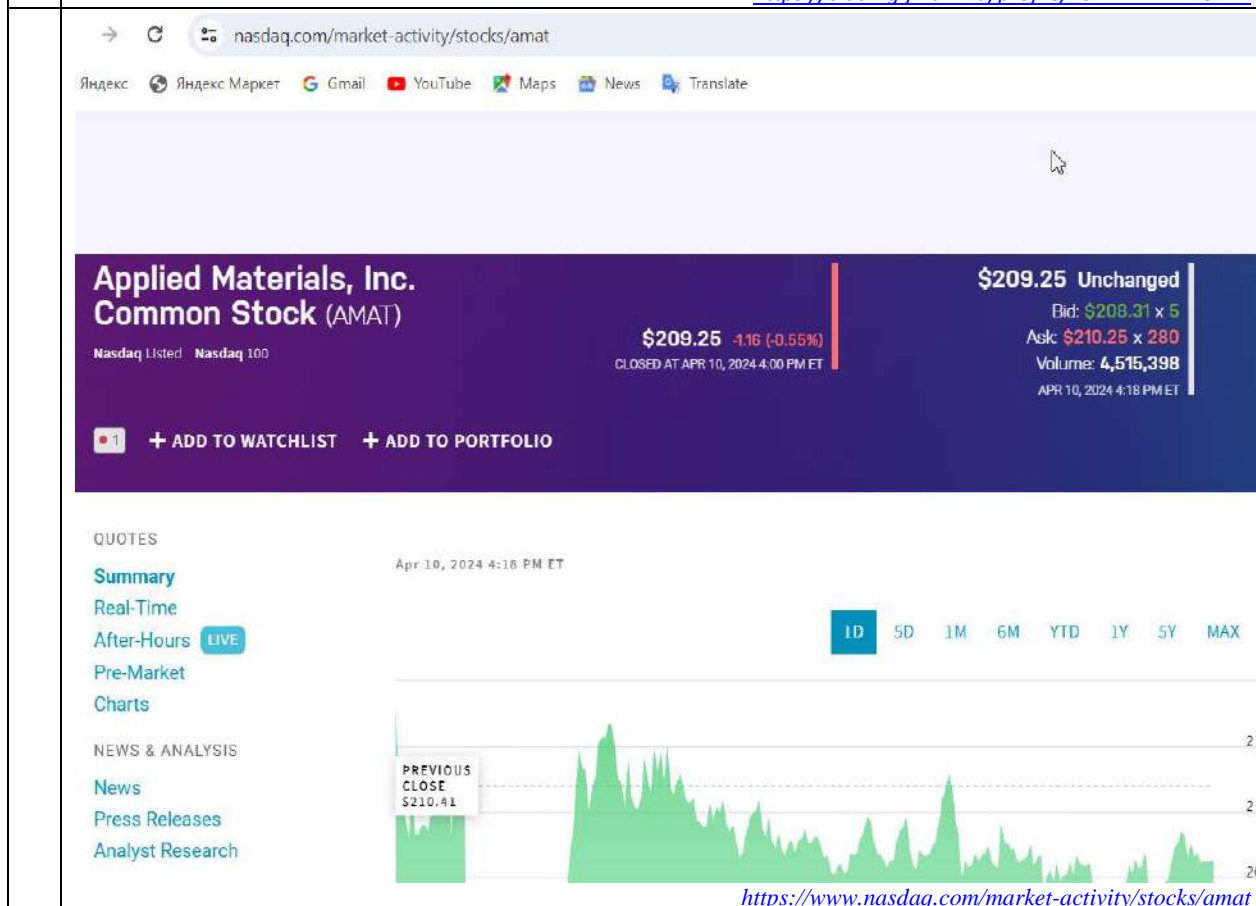 nasdaq.com/market-activity/stocks/amat
Яндекс Яндекс Маркет Gmail YouTube Maps News Translate
Applied Materials, Inc.
Common Stock (AMAT)
Nasdaq Listed Nasdaq 100
$209.25 -1.16 (-0.55%)
CLOSED AT APR 10, 2024 4:00 PM ET
$209.25 Unchanged
Bid: $208.31 x 5
Ask: $210.25 x 280
Volume: 4,515,398
APR 10, 2024 4:18 PM ET
1 + ADD TO WATCHLIST + ADD TO PORTFOLIO
QUOTES
Summary
Real-Time
After-Hours LIVE
Pre-Market
Charts
NEWS & ANALYSIS
News
Press Releases
Analyst Research
Apr 10, 2024 4:18 PM ET
1D 5D 1M 6M YTD 1Y 5Y MAX
PREVIOUS
CLOSE
$210.41
https://www.nasdaq.com/market-activity/stocks/amat